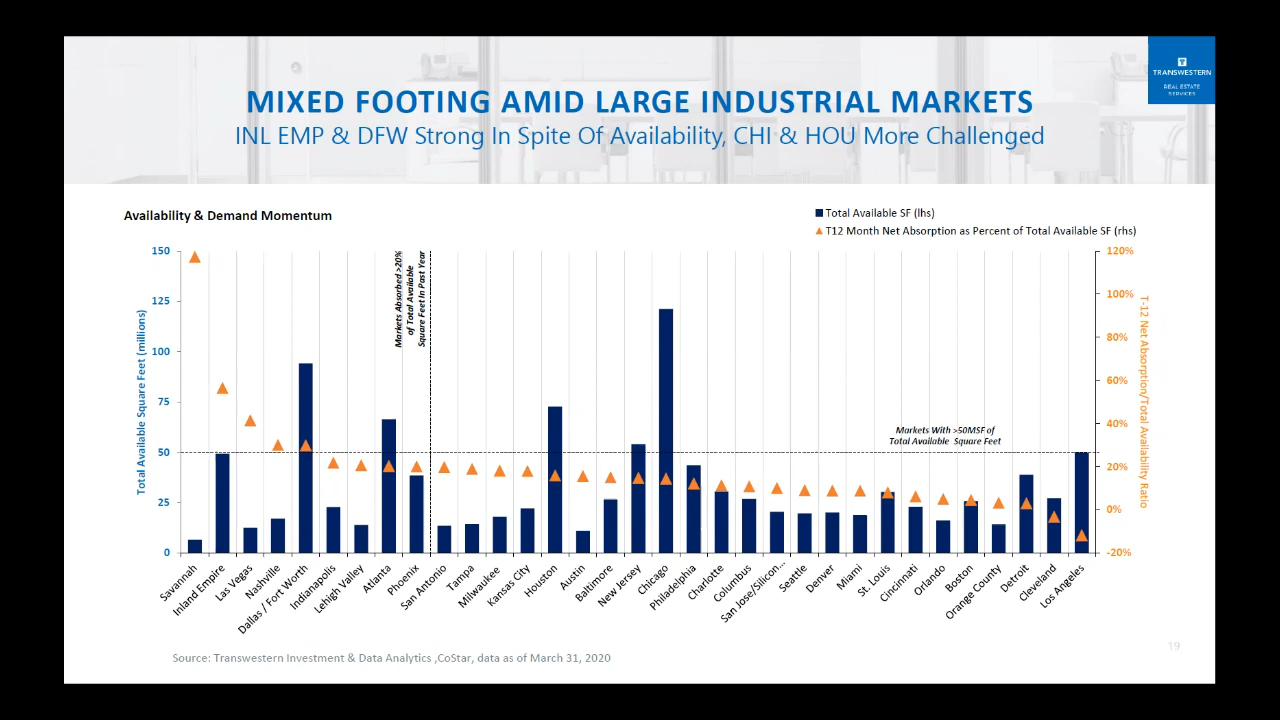 TRANSWESTERN
REAL ESTATE
SERVICES
MIXED FOOTING AMID LARGE INDUSTRIAL MARKETS
INL EMP & DFW Strong In Spite Of Availability, CHI & HOU More Challenged
Availability & Demand Momentum
Total Available SF (lhs)
T12 Month Net Absorption as Percent of Total Available SF (rhs)
Total Available Square Feet (millions)
150
125
100
75
50
25
0
Markets Absorbed >20%
of Total Available
Square Feet In Past Year
Markets With >50MSF of
Total Available Square Feet
120%
100%
80%
60%
40%
20%
0%
-20%
T-12 Net Absorption/Total Availability Ratio
Savannah
Inland Empire
Las Vegas
Nashville
Dallas / Fort Worth
Indianapolis
Lehigh Valley
Atlanta
Phoenix
San Antonio
Tampa
Milwaukee
Kansas City
Houston
Austin
Baltimore
New Jersey
Chicago
Philadelphia
Charlotte
Columbus
San Jose/Silicon...
Seattle
Denver
Miami
St. Louis
Cincinnati
Orlando
Boston
Orange County
Detroit
Cleveland
Los Angeles
Source: Transwestern Investment & Data Analytics ,CoStar, data as of March 31, 2020
19